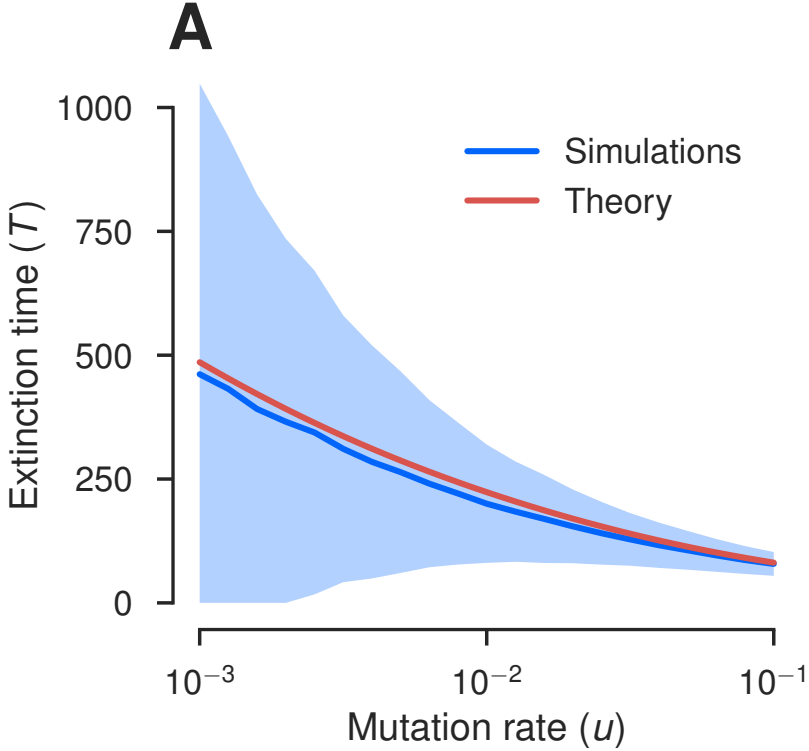 A
1000
750
500
250
0
Extinction time (T)
Simulations
Theory
10⁻³
10⁻²
10⁻¹
Mutation rate (u)